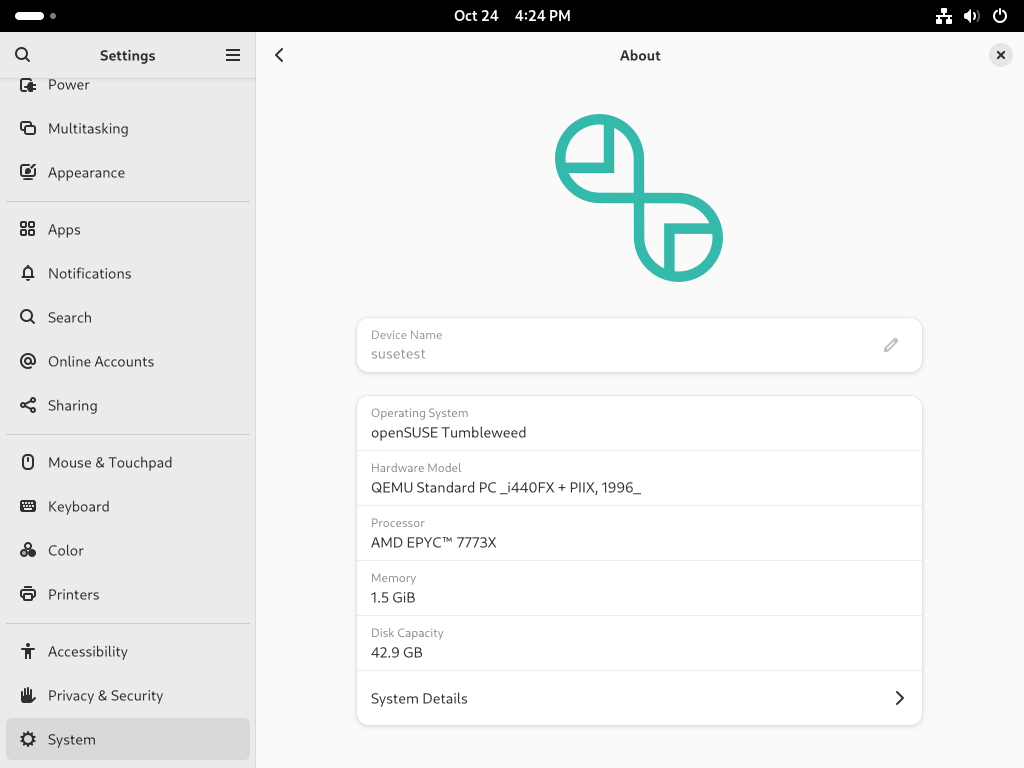 Oct 24 4:24 PM
Settings
About
Power
Multitasking
Appearance
Apps
Notifications
Search
Online Accounts
Sharing
Mouse & Touchpad
Keyboard
Color
Printers
Accessibility
Privacy & Security
System
Device Name
susetest
Operating System
openSUSE Tumbleweed
Hardware Model
QEMU Standard PC _i440FX + PIIX, 1996_
Processor
AMD EPYC™ 7773X
Memory
1.5 GiB
Disk Capacity
42.9 GB
System Details